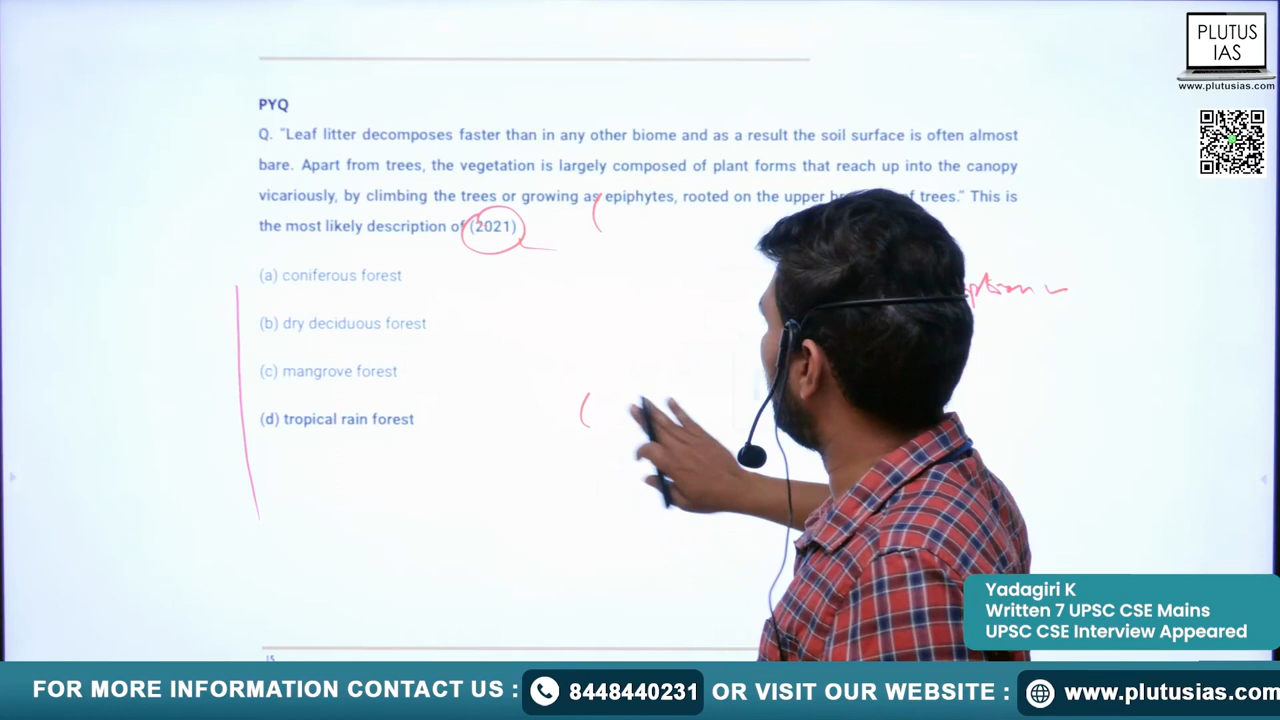 PLUTUS
IAS
www.plutusias.com
PYQ
Q. "Leaf litter decomposes faster than in any other biome and as a result the soil surface is often almost
bare. Apart from trees, the vegetation is largely composed of plant forms that reach up into the canopy
vicariously, by climbing the trees or growing as epiphytes, rooted on the upper of trees." This is
the most likely description of (2021)
(a) coniferous forest
(b) dry deciduous forest
(c) mangrove forest
(d) tropical rain forest
15
Yadagiri K
Written 7 UPSC CSE Mains
UPSC CSE Interview Appeared
FOR MORE INFORMATION CONTACT US : 8448440231 OR VISIT OUR WEBSITE : www.plutusias.com